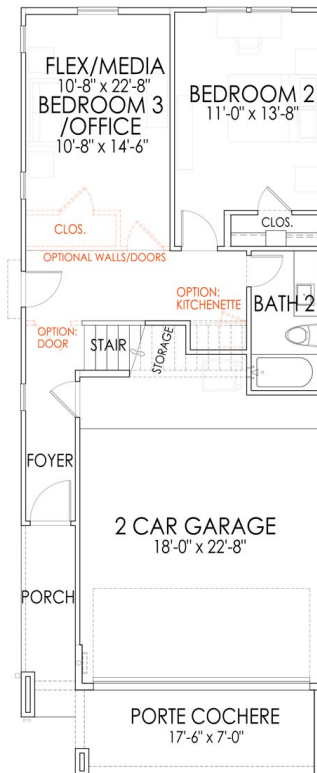 FLEX/MEDIA
10'-8" x 22'-8"
BEDROOM 3
/OFFICE
10'-8" x 14'-6"
BEDROOM 2
11'-0" x 13'-8"
CLOS.
CLOS.
OPTIONAL WALLS/DOORS
OPTION:
KITCHENETTE
BATH 2
OPTION:
DOOR
STAIR
STORAGE
FOYER
2 CAR GARAGE
18'-0" x 22'-8"
PORCH
PORTE COCHERE
17'-6" x 7'-0"